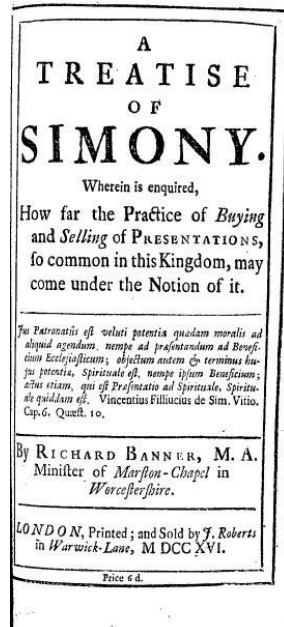 A
TREATISE
OF
SIMONY.
Wherein is enquired,
How far the Practice of Buying
and Selling of PRESENTATIONS,
ſo common in this Kingdom, may
come under the Notion of it.
Jus Patronatûs eſt veluti potentia quædam moralis ad
aliquid agendum, nempe ad præſentandum ad Benefi-
cium Eccleſiaſticum; objectum autem & terminus hu-
jus potentiæ, Spirituale eſt, nempe ipſum Beneficium;
actus etiam, qui eſt Præſentatio ad Spirituale, Spiritu-
ale quiddam eſt. Vincentius Filliucius de Sim. Vitio.
Cap. 6. Quæſt. 10.
By RICHARD BANNER, M. A.
Miniſter of Marſton-Chapel in
Worceſterſhire.
LONDON, Printed; and Sold by J. Roberts
in Warwick-Lane, M DCC XVI.
Price 6 d.